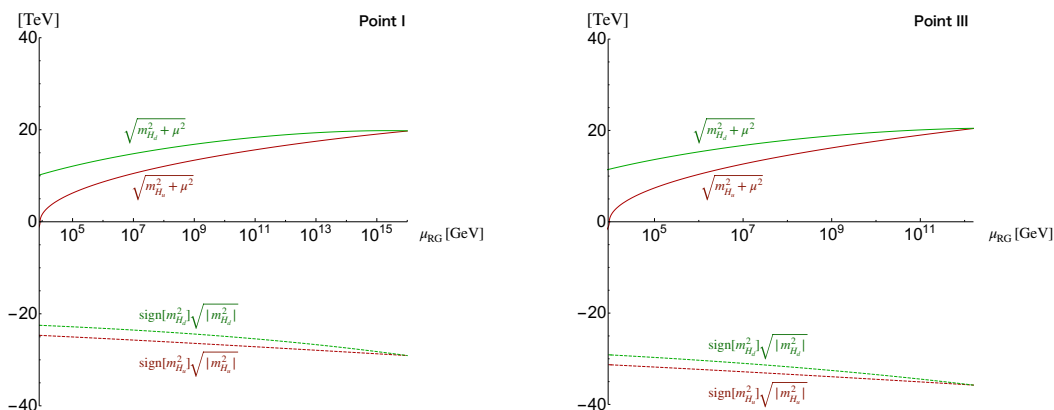 [TeV]
Point I
40
20
0
−20
−40
√(m²_{H_d} + μ²)
√(m²_{H_u} + μ²)
10⁵ 10⁷ 10⁹ 10¹¹ 10¹³ 10¹⁵
μ_RG [GeV]
sign[m²_{H_d}]√|m²_{H_d}|
sign[m²_{H_u}]√|m²_{H_u}|
[TeV]
Point III
40
20
0
−20
−40
√(m²_{H_d} + μ²)
√(m²_{H_u} + μ²)
10⁵ 10⁷ 10⁹ 10¹¹
μ_RG [GeV]
sign[m²_{H_d}]√|m²_{H_d}|
sign[m²_{H_u}]√|m²_{H_u}|